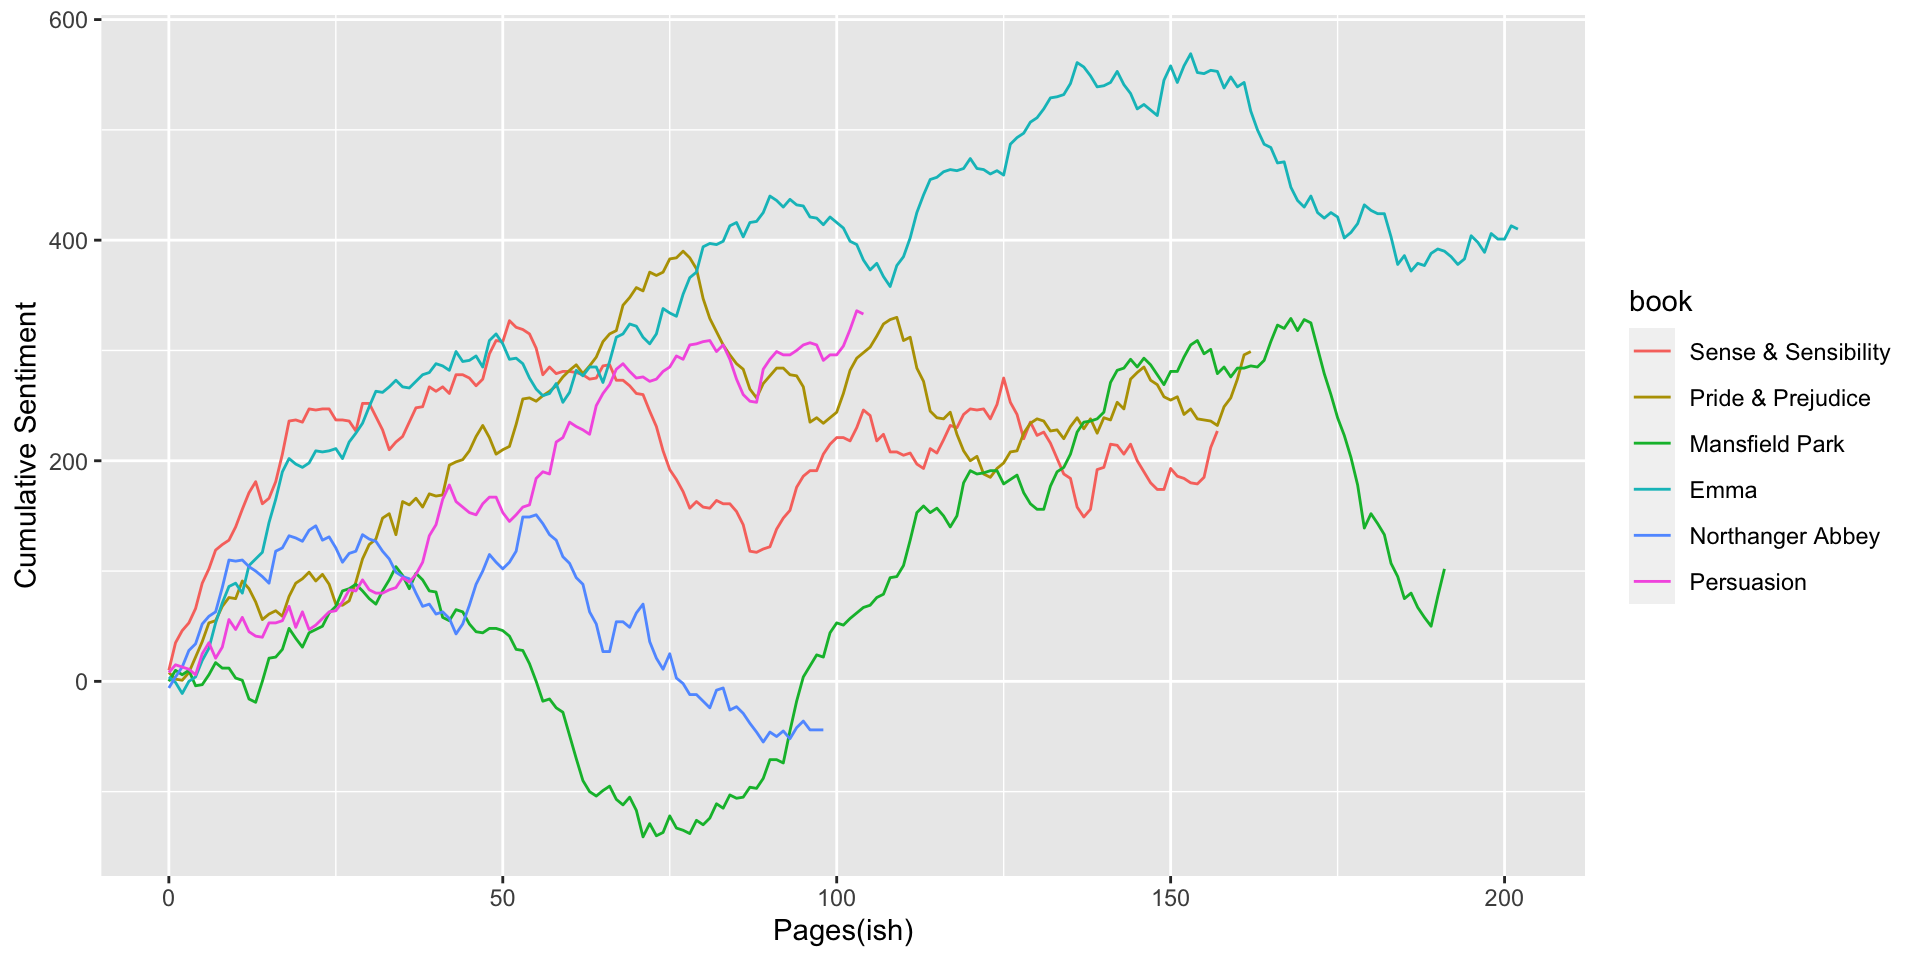 600
400
200
0
Cumulative Sentiment
0 50 100 150 200
Pages(ish)
book
Sense & Sensibility
Pride & Prejudice
Mansfield Park
Emma
Northanger Abbey
Persuasion